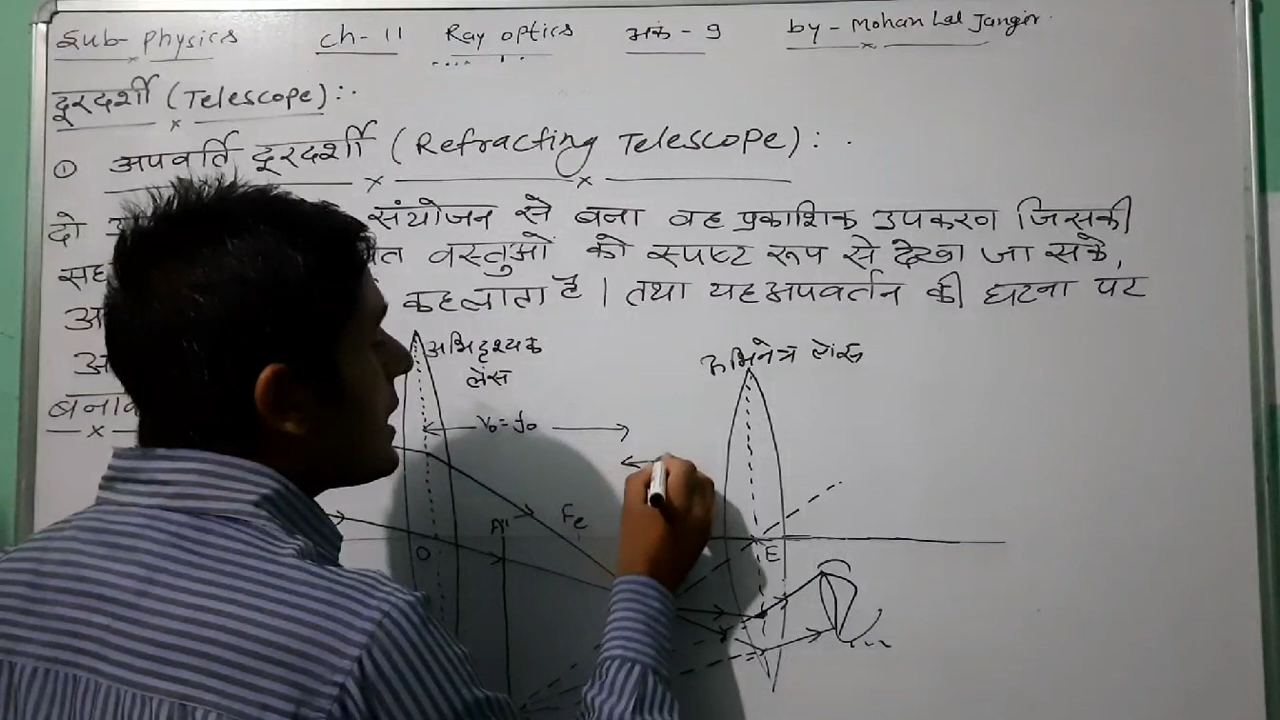 Sub- Physics ch- 11 Ray optics अंक - 9 by - Mohan Lal Jangir
दूरदर्शी (Telescope) :.
① अपवर्ति दूरदर्शी (Refracting Telescope) : .
दो संयोजन से बना वह प्रकाशिक उपकरण जिसकी
वस्तुओं को स्पष्ट रूप से देखा जा सके,
कहलाता है । तथा यह अपवर्तन की घटना पर
अभिदृश्यक
लेंस
अभिनेत्र लेंस
v₀ = f₀
Fe
A"
O
E